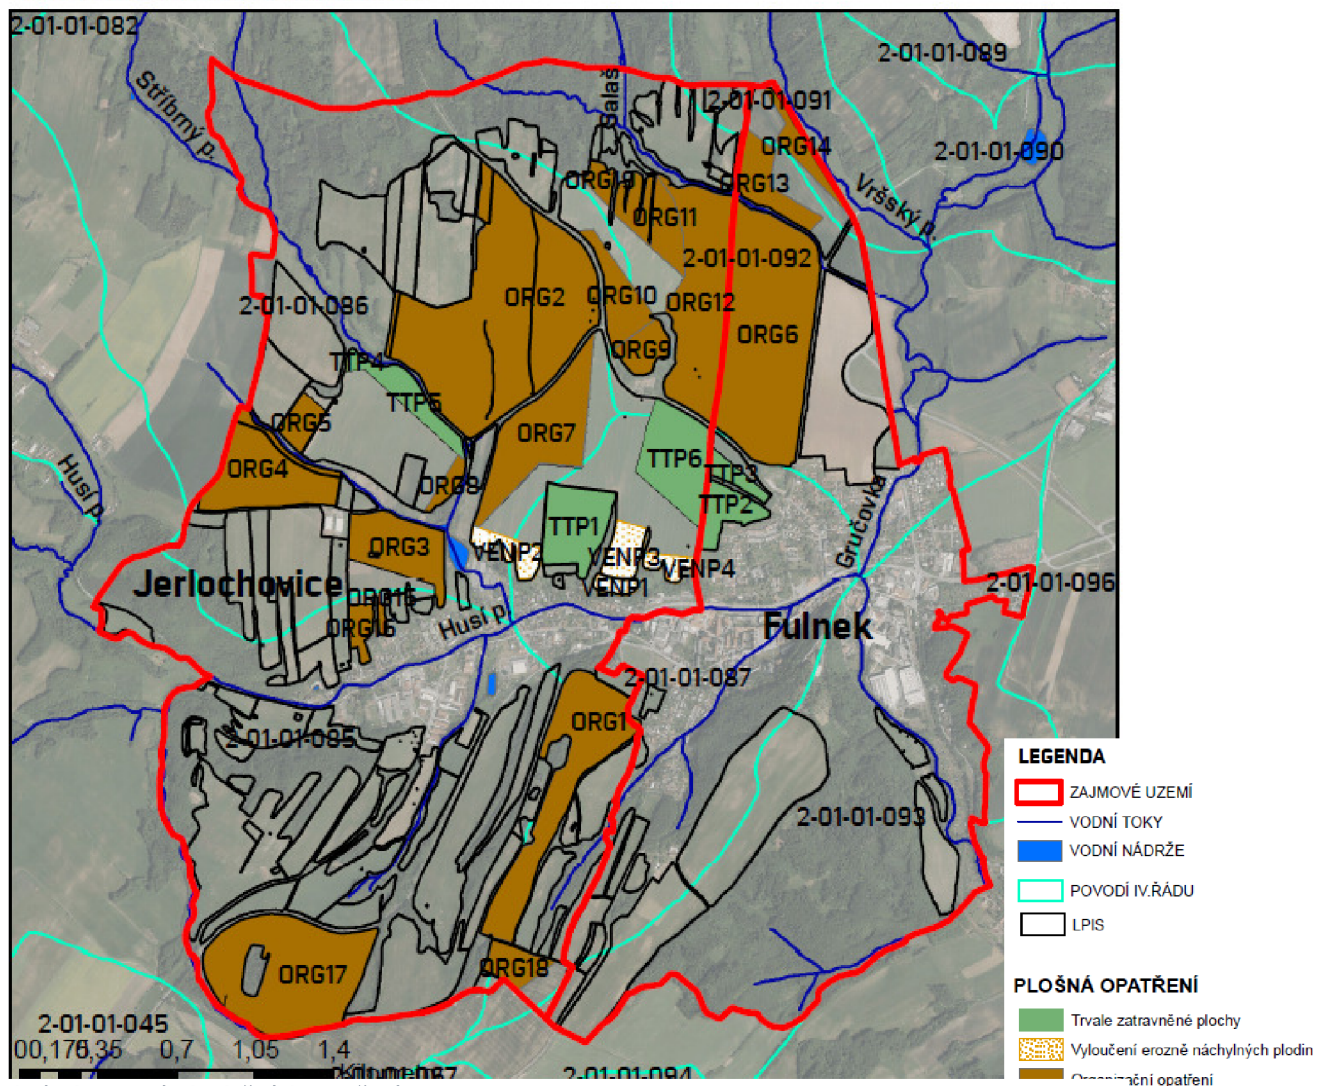 2-01-01-082
2-01-01-089
Stříbrný p.
Salaš
2-01-01-091
ORG14
2-01-01-090
ORG19
ORG13
Vršský p.
ORG11
2-01-01-092
2-01-01-086
ORG2
ORG10
ORG12
ORG6
ORG9
TTP4
TTP5
ORG5
ORG7
ORG4
TTP6
TTP3
ORG8
TTP2
Husí p.
TTP1
Gručovka
ORG3
VENP2
VENP3
VENP4
VENP1
2-01-01-096
Jerlochovice
ORG15
Husí p.
Fulnek
2-01-01-087
ORG1
2-01-01-085
2-01-01-093
ORG18
ORG17
2-01-01-045
0,7
1,05
1,4
2-01-01-094
LEGENDA
ZAJMOVÉ UZEMÍ
VODNÍ TOKY
VODNÍ NÁDRŽE
POVODÍ IV.ŘÁDU
LPIS
PLOŠNÁ OPATŘENÍ
Trvale zatravněné plochy
Vyloučení erozně náchylných plodin
Organizační opatření